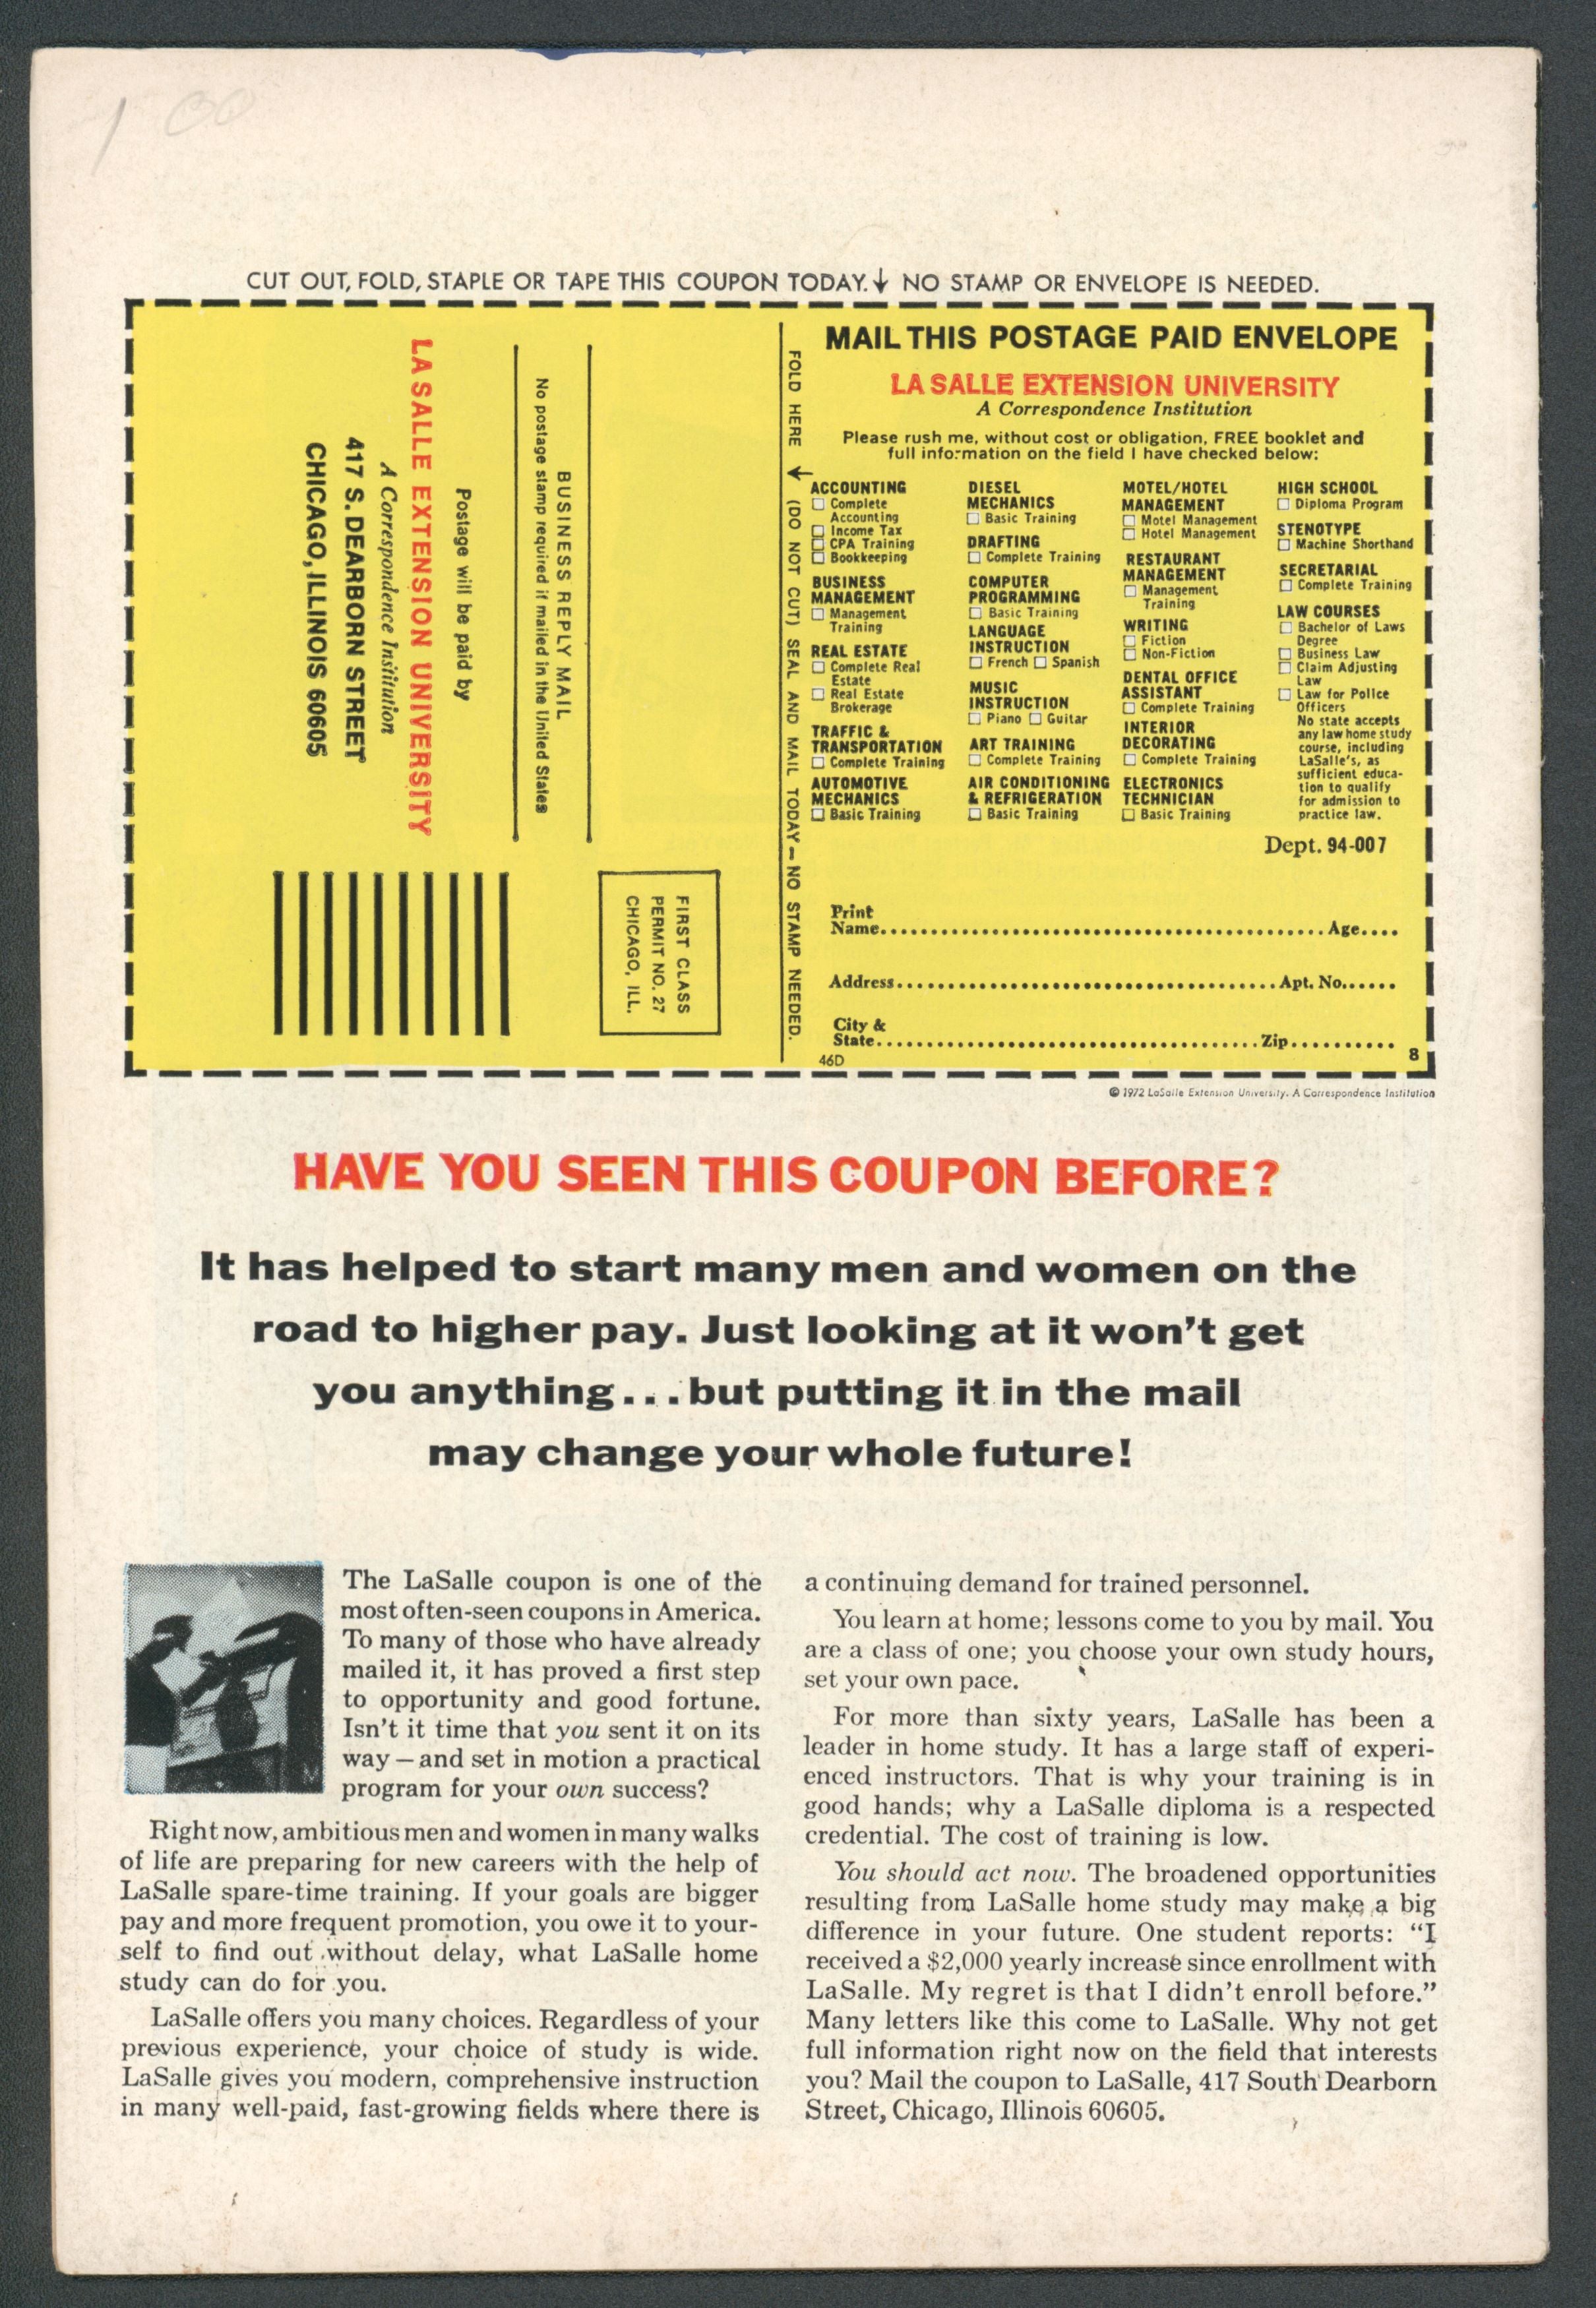 1 00
CUT OUT, FOLD, STAPLE OR TAPE THIS COUPON TODAY.↓ NO STAMP OR ENVELOPE IS NEEDED.
BUSINESS REPLY MAIL
No postage stamp required if mailed in the United States
Postage will be paid by
LA SALLE EXTENSION UNIVERSITY
A Correspondence Institution
417 S. DEARBORN STREET
CHICAGO, ILLINOIS 60605
FIRST CLASS
PERMIT NO. 27
CHICAGO, ILL.
FOLD HERE ↓ (DO NOT CUT) SEAL AND MAIL TODAY—NO STAMP NEEDED.
MAIL THIS POSTAGE PAID ENVELOPE
LA SALLE EXTENSION UNIVERSITY
A Correspondence Institution
Please rush me, without cost or obligation, FREE booklet and
full information on the field I have checked below:
ACCOUNTING
☐ Complete
Accounting
☐ Income Tax
☐ CPA Training
☐ Bookkeeping
BUSINESS
MANAGEMENT
☐ Management
Training
REAL ESTATE
☐ Complete Real
Estate
☐ Real Estate
Brokerage
TRAFFIC &
TRANSPORTATION
☐ Complete Training
AUTOMOTIVE
MECHANICS
☐ Basic Training
DIESEL
MECHANICS
☐ Basic Training
DRAFTING
☐ Complete Training
COMPUTER
PROGRAMMING
☐ Basic Training
LANGUAGE
INSTRUCTION
☐ French ☐ Spanish
MUSIC
INSTRUCTION
☐ Piano ☐ Guitar
ART TRAINING
☐ Complete Training
AIR CONDITIONING
& REFRIGERATION
☐ Basic Training
MOTEL/HOTEL
MANAGEMENT
☐ Motel Management
☐ Hotel Management
RESTAURANT
MANAGEMENT
☐ Management
Training
WRITING
☐ Fiction
☐ Non-Fiction
DENTAL OFFICE
ASSISTANT
☐ Complete Training
INTERIOR
DECORATING
☐ Complete Training
ELECTRONICS
TECHNICIAN
☐ Basic Training
HIGH SCHOOL
☐ Diploma Program
STENOTYPE
☐ Machine Shorthand
SECRETARIAL
☐ Complete Training
LAW COURSES
☐ Bachelor of Laws
Degree
☐ Business Law
☐ Claim Adjusting
Law
☐ Law for Police
Officers
No state accepts
any law home study
course, including
LaSalle's, as
sufficient educa-
tion to qualify
for admission to
practice law.
Dept. 94-007
Print
Name.......... Age....
Address.......... Apt. No......
City &
State.......... Zip..........
46D 8
© 1972 LaSalle Extension University. A Correspondence Institution
HAVE YOU SEEN THIS COUPON BEFORE?
It has helped to start many men and women on the
road to higher pay. Just looking at it won't get
you anything...but putting it in the mail
may change your whole future!
The LaSalle coupon is one of the
most often-seen coupons in America.
To many of those who have already
mailed it, it has proved a first step
to opportunity and good fortune.
Isn't it time that you sent it on its
way — and set in motion a practical
program for your own success?
Right now, ambitious men and women in many walks
of life are preparing for new careers with the help of
LaSalle spare-time training. If your goals are bigger
pay and more frequent promotion, you owe it to your-
self to find out without delay, what LaSalle home
study can do for you.
LaSalle offers you many choices. Regardless of your
previous experience, your choice of study is wide.
LaSalle gives you modern, comprehensive instruction
in many well-paid, fast-growing fields where there is
a continuing demand for trained personnel.
You learn at home; lessons come to you by mail. You
are a class of one; you choose your own study hours,
set your own pace.
For more than sixty years, LaSalle has been a
leader in home study. It has a large staff of experi-
enced instructors. That is why your training is in
good hands; why a LaSalle diploma is a respected
credential. The cost of training is low.
You should act now. The broadened opportunities
resulting from LaSalle home study may make a big
difference in your future. One student reports: "I
received a $2,000 yearly increase since enrollment with
LaSalle. My regret is that I didn't enroll before."
Many letters like this come to LaSalle. Why not get
full information right now on the field that interests
you? Mail the coupon to LaSalle, 417 South Dearborn
Street, Chicago, Illinois 60605.